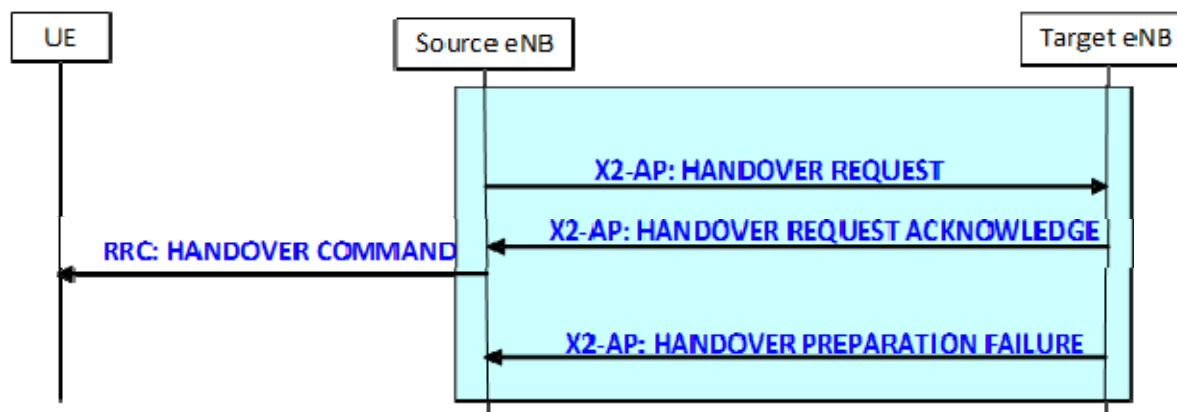 UE
Source eNB
Target eNB
X2-AP: HANDOVER REQUEST
X2-AP: HANDOVER REQUEST ACKNOWLEDGE
RRC: HANDOVER COMMAND
X2-AP: HANDOVER PREPARATION FAILURE